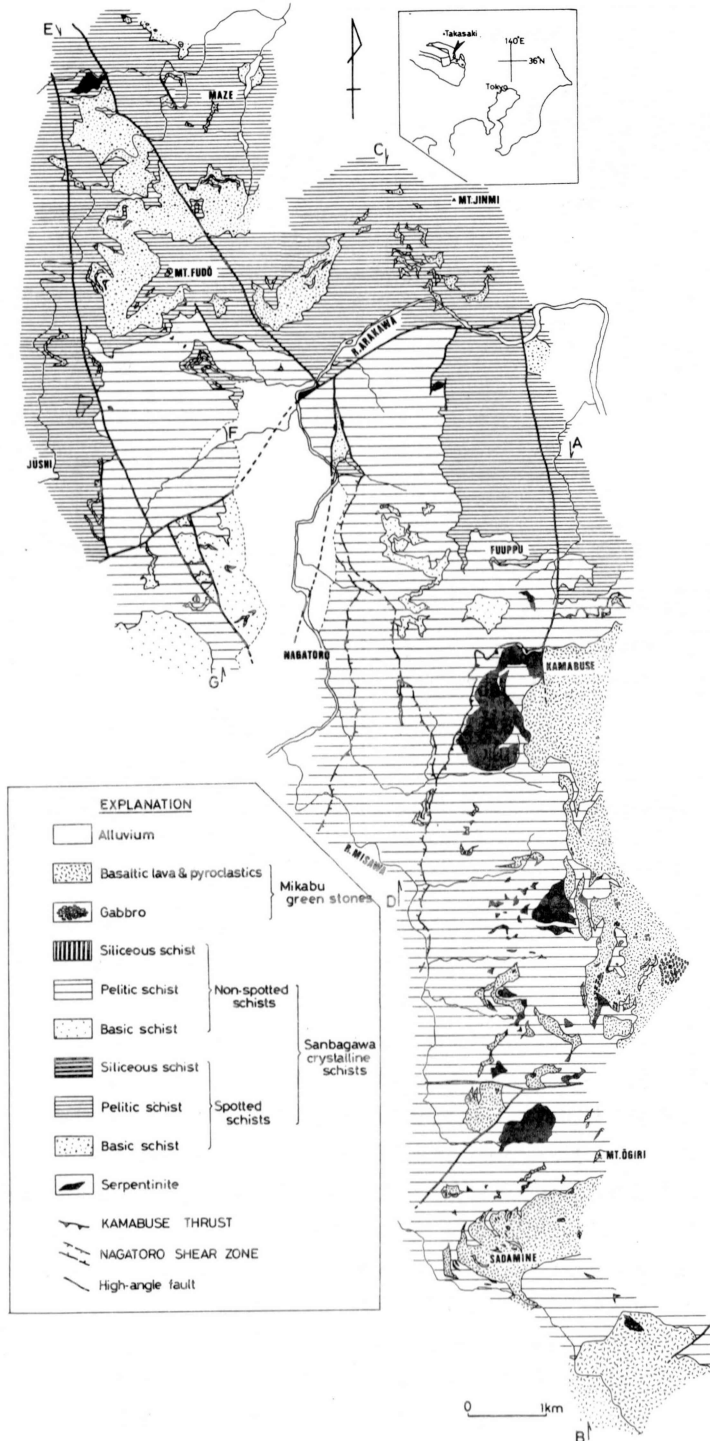 E
MAZE
Takasaki
140°E
36°N
Tokyo
C
MT.JINMI
MT.FUDŌ
R.ARAKAWA
A
F
JŪSHI
FUUPPU
NAGATORO
KAMABUSE
G
R.MISAWA
D
MT.ŌGIRI
SADAMINE
B
0 1km
EXPLANATION
Alluvium
Basaltic lava & pyroclastics
Gabbro
Mikabu
green stones
Siliceous schist
Pelitic schist
Basic schist
Non-spotted
schists
Siliceous schist
Pelitic schist
Basic schist
Spotted
schists
Sanbagawa
crystalline
schists
Serpentinite
KAMABUSE THRUST
NAGATORO SHEAR ZONE
High-angle fault